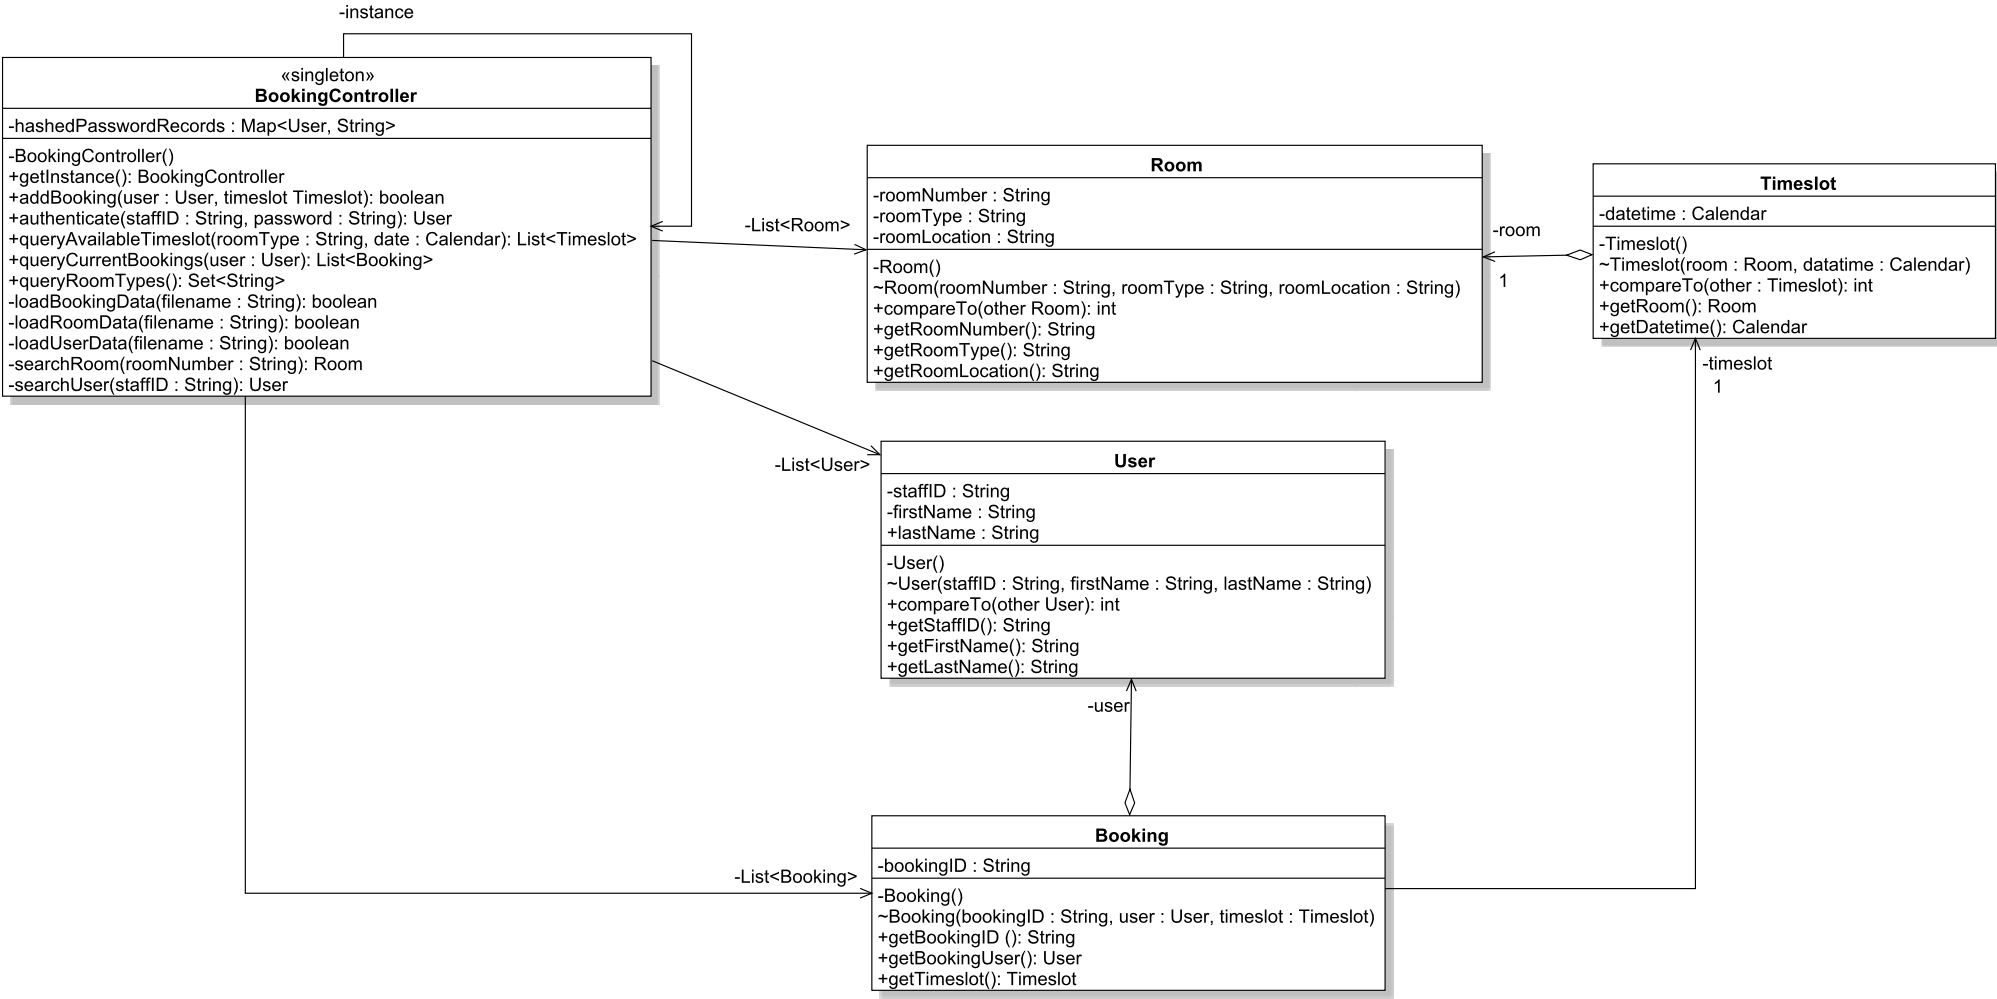 -instance
«singleton»
BookingController
-hashedPasswordRecords : Map<User, String>
-BookingController()
+getInstance(): BookingController
+addBooking(user : User, timeslot Timeslot): boolean
+authenticate(staffID : String, password : String): User
+queryAvailableTimeslot(roomType : String, date : Calendar): List<Timeslot>
+queryCurrentBookings(user : User): List<Booking>
+queryRoomTypes(): Set<String>
-loadBookingData(filename : String): boolean
-loadRoomData(filename : String): boolean
-loadUserData(filename : String): boolean
-searchRoom(roomNumber : String): Room
-searchUser(staffID : String): User
-List<Room>
Room
-roomNumber : String
-roomType : String
-roomLocation : String
-Room()
~Room(roomNumber : String, roomType : String, roomLocation : String)
+compareTo(other Room): int
+getRoomNumber(): String
+getRoomType(): String
+getRoomLocation(): String
-room
1
Timeslot
-datetime : Calendar
-Timeslot()
~Timeslot(room : Room, datatime : Calendar)
+compareTo(other : Timeslot): int
+getRoom(): Room
+getDatetime(): Calendar
-timeslot
1
-List<User>
User
-staffID : String
-firstName : String
+lastName : String
-User()
~User(staffID : String, firstName : String, lastName : String)
+compareTo(other User): int
+getStaffID(): String
+getFirstName(): String
+getLastName(): String
-user
-List<Booking>
Booking
-bookingID : String
-Booking()
~Booking(bookingID : String, user : User, timeslot : Timeslot)
+getBookingID (): String
+getBookingUser(): User
+getTimeslot(): Timeslot